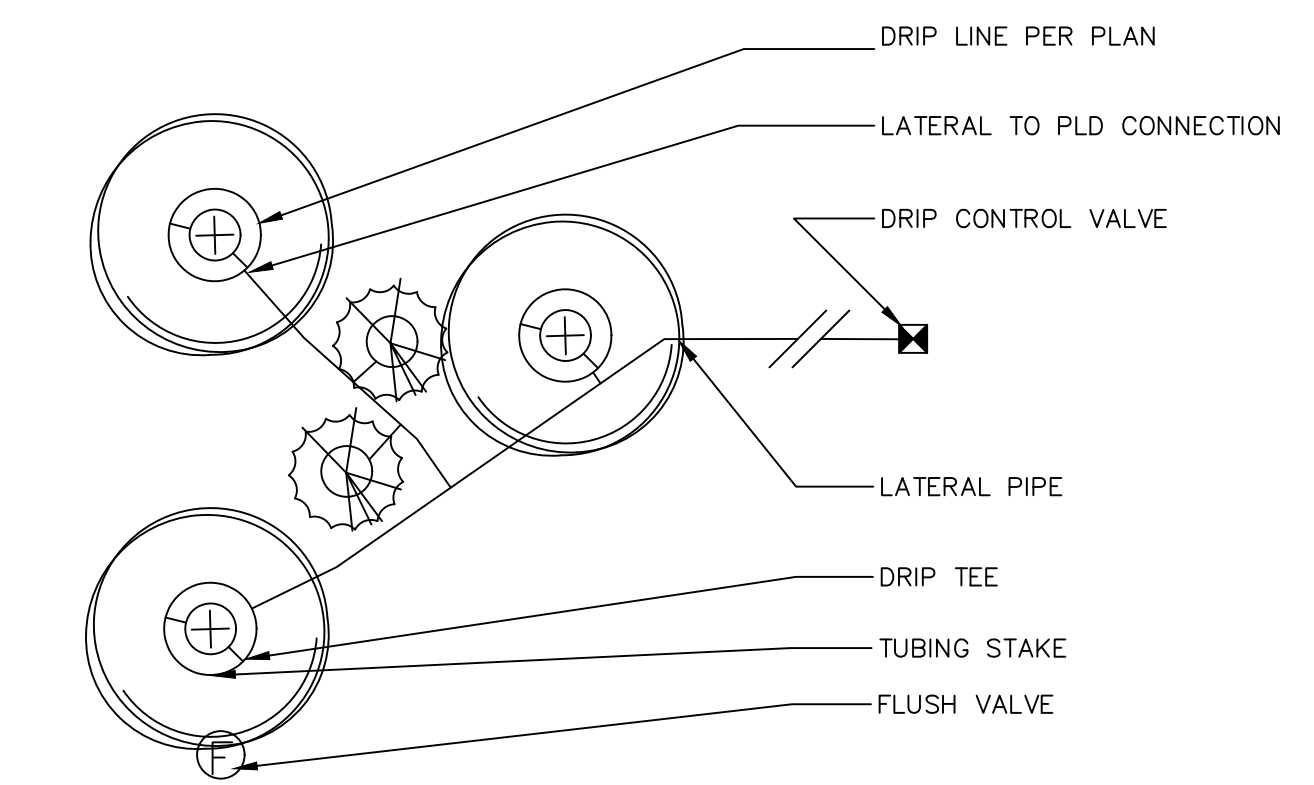 DRIP LINE PER PLAN
LATERAL TO PLD CONNECTION
DRIP CONTROL VALVE
LATERAL PIPE
DRIP TEE
TUBING STAKE
FLUSH VALVE
F